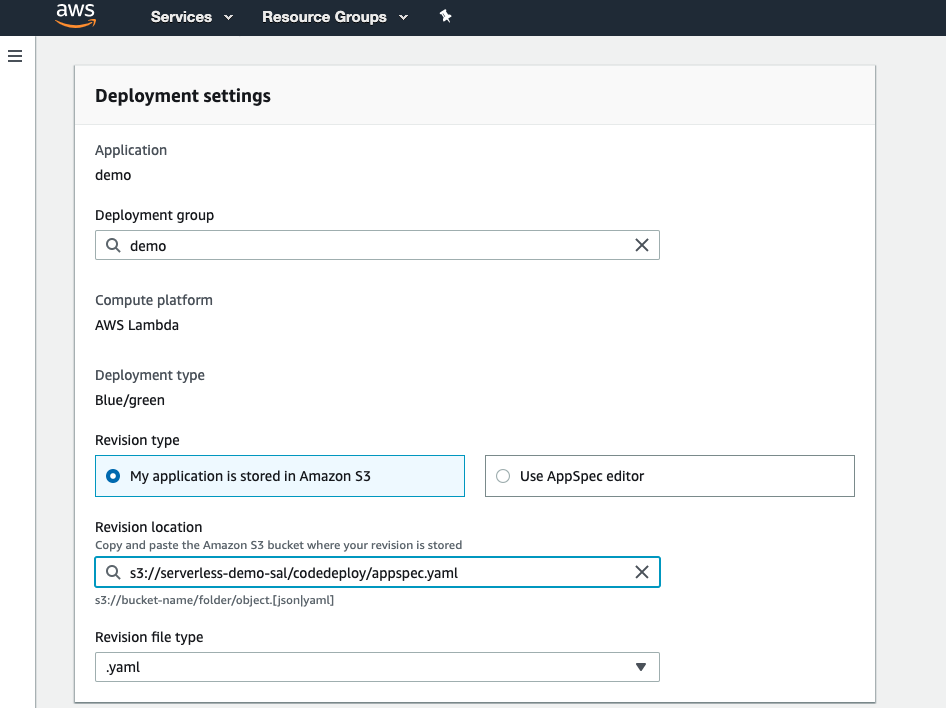 aws Services Resource Groups
Deployment settings
Application
demo
Deployment group
demo
Compute platform
AWS Lambda
Deployment type
Blue/green
Revision type
My application is stored in Amazon S3 Use AppSpec editor
Revision location
Copy and paste the Amazon S3 bucket where your revision is stored
s3://serverless-demo-sal/codedeploy/appspec.yaml
s3://bucket-name/folder/object.[json|yaml]
Revision file type
.yaml